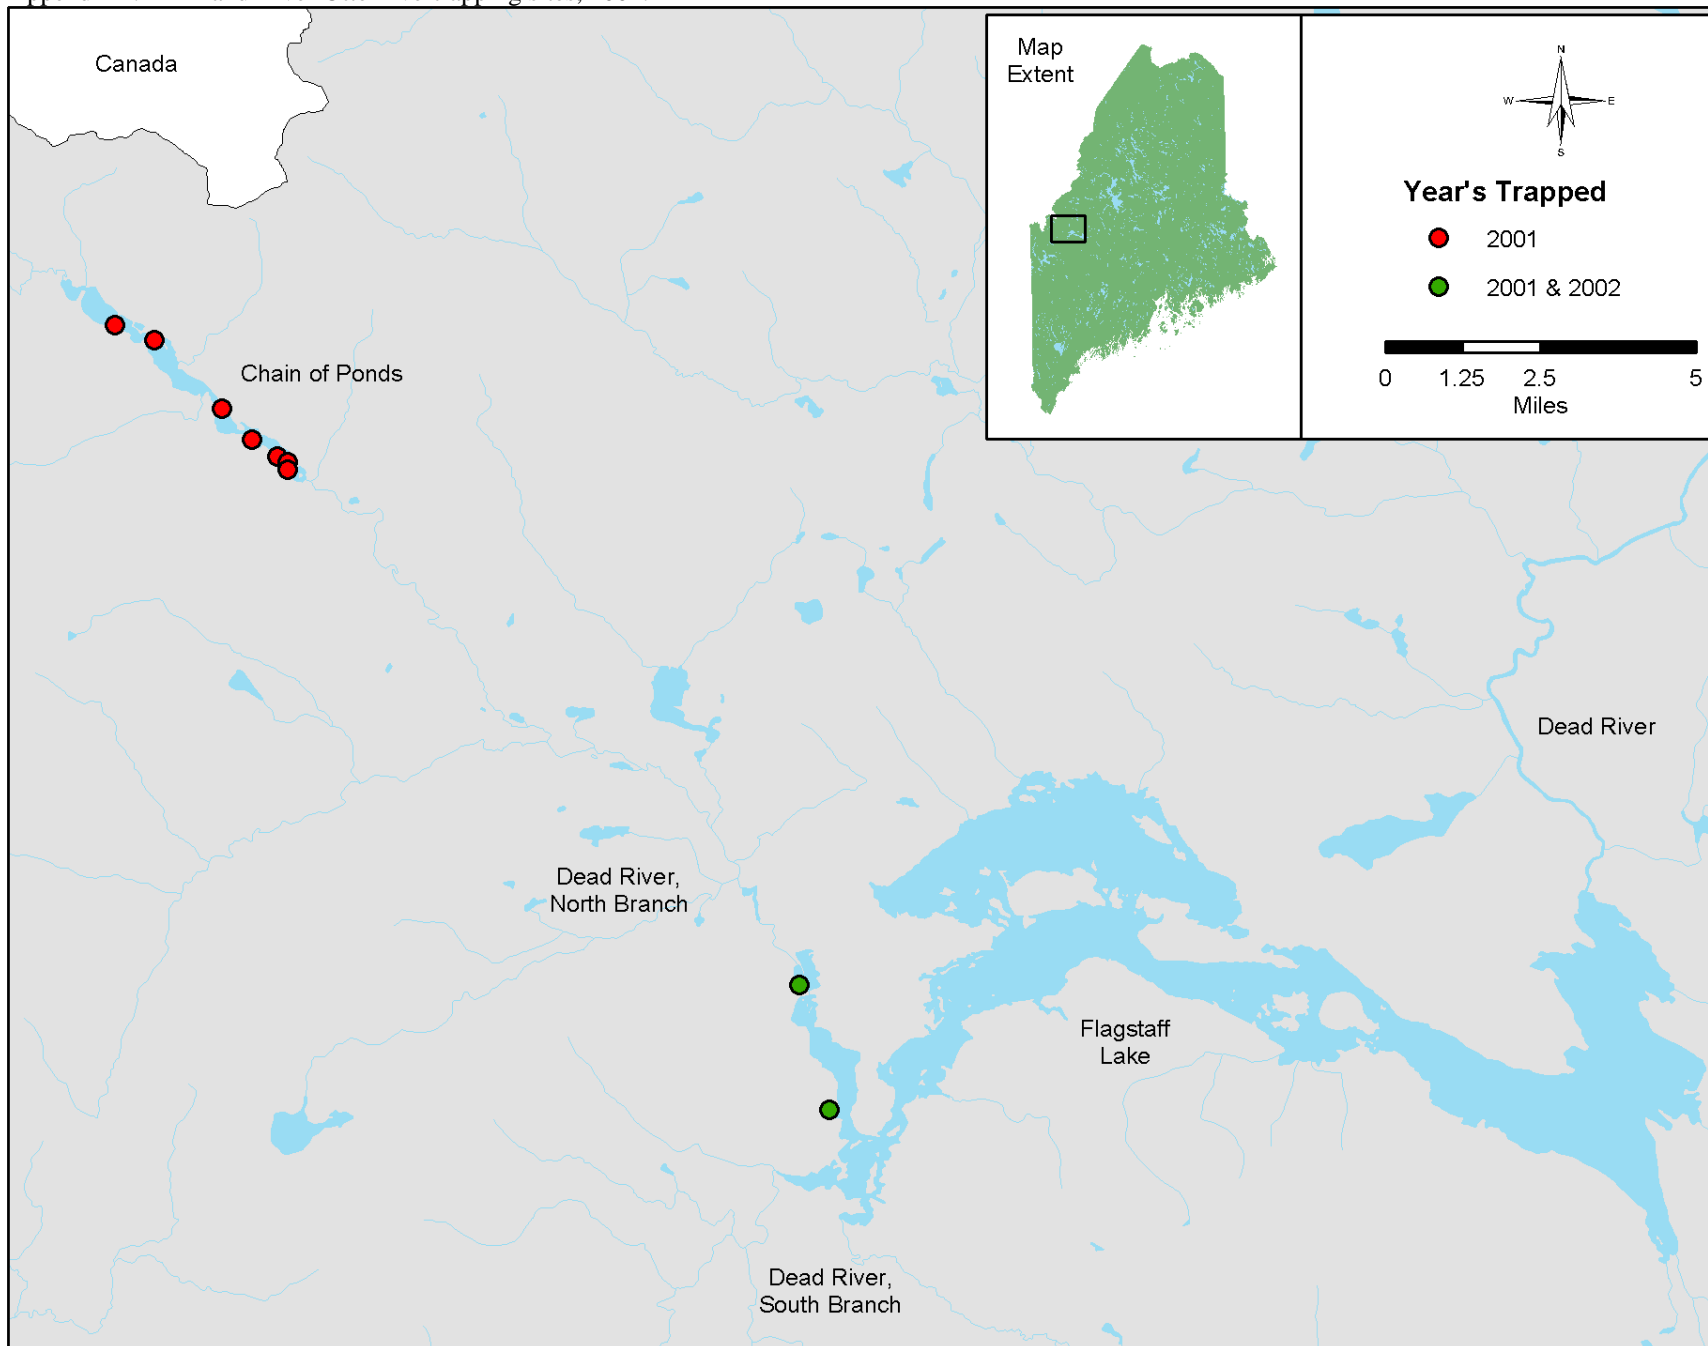 Canada
Map
Extent
N
W
E
S
Year's Trapped
2001
2001 & 2002
0 1.25 2.5 5
Miles
Chain of Ponds
Dead River
Dead River,
North Branch
Flagstaff
Lake
Dead River,
South Branch